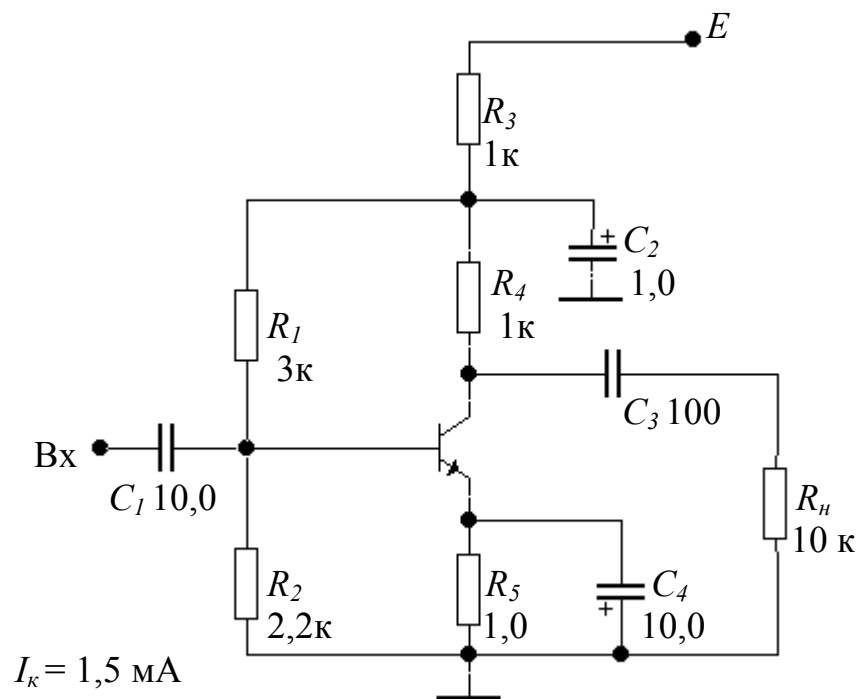 E
R3
1к
+
C2
1,0
R4
1к
R1
3к
C3 100
Вх
C1 10,0
Rн
10 к
R2
2,2к
R5
1,0
C4
+
10,0
Iк = 1,5 мА